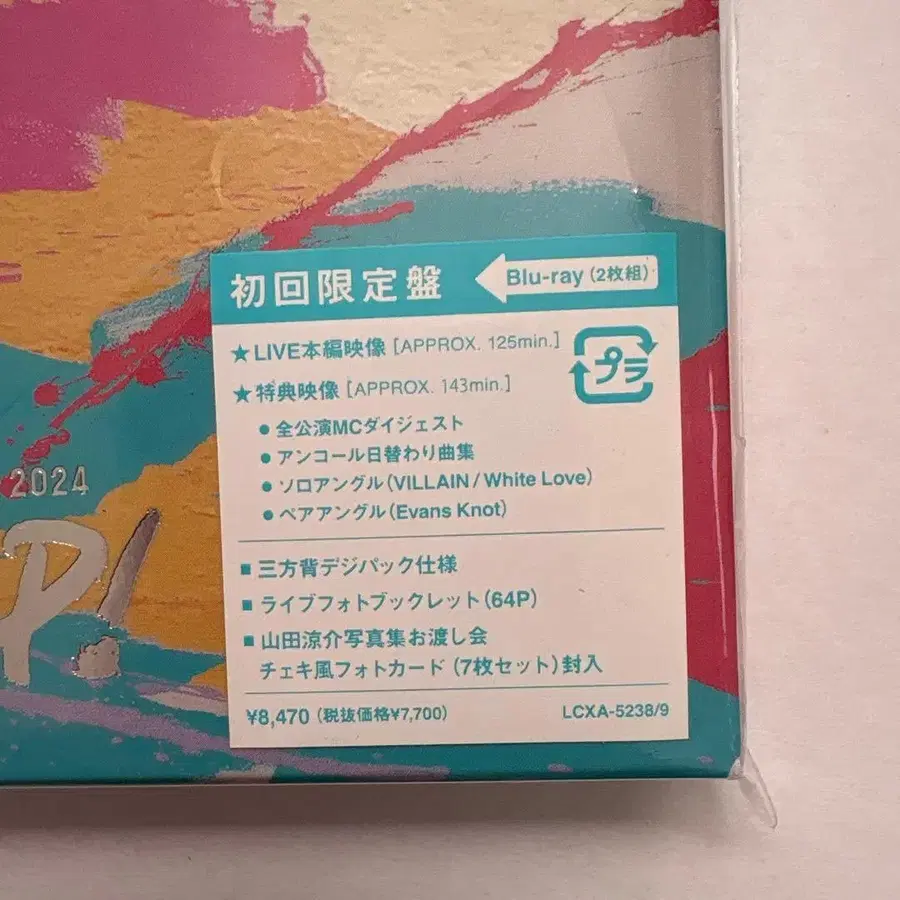 初回限定盤 Blu-ray(2枚組)
★LIVE本編映像 [APPROX. 125min.]
プラ
★特典映像 [APPROX. 143min.]
●全公演MCダイジェスト
●アンコール日替わり曲集
●ソロアングル(VILLAIN / White Love)
●ペアアングル(Evans Knot)
2024
P!
■三方背デジパック仕様
■ライブフォトブックレット(64P)
■山田涼介写真集お渡し会
チェキ風フォトカード (7枚セット)封入
¥8,470 (税抜価格¥7,700) LCXA-5238/9